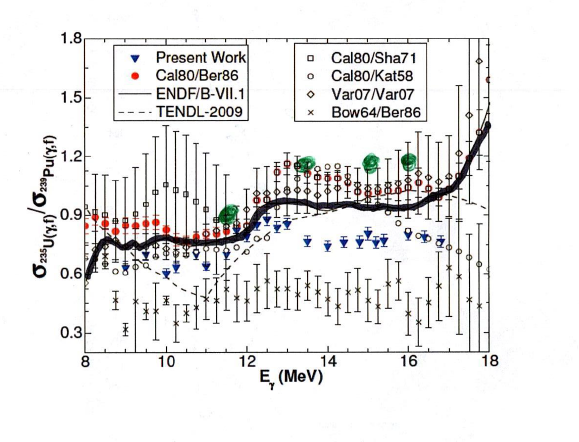 1.8
1.5
1.2
0.9
0.6
0.3
σ235U(γ,f)/σ239Pu(γ,f)
Present Work
Cal80/Ber86
ENDF/B-VII.1
TENDL-2009
Cal80/Sha71
Cal80/Kat58
Var07/Var07
Bow64/Ber86
8 10 12 14 16 18
Eγ (MeV)